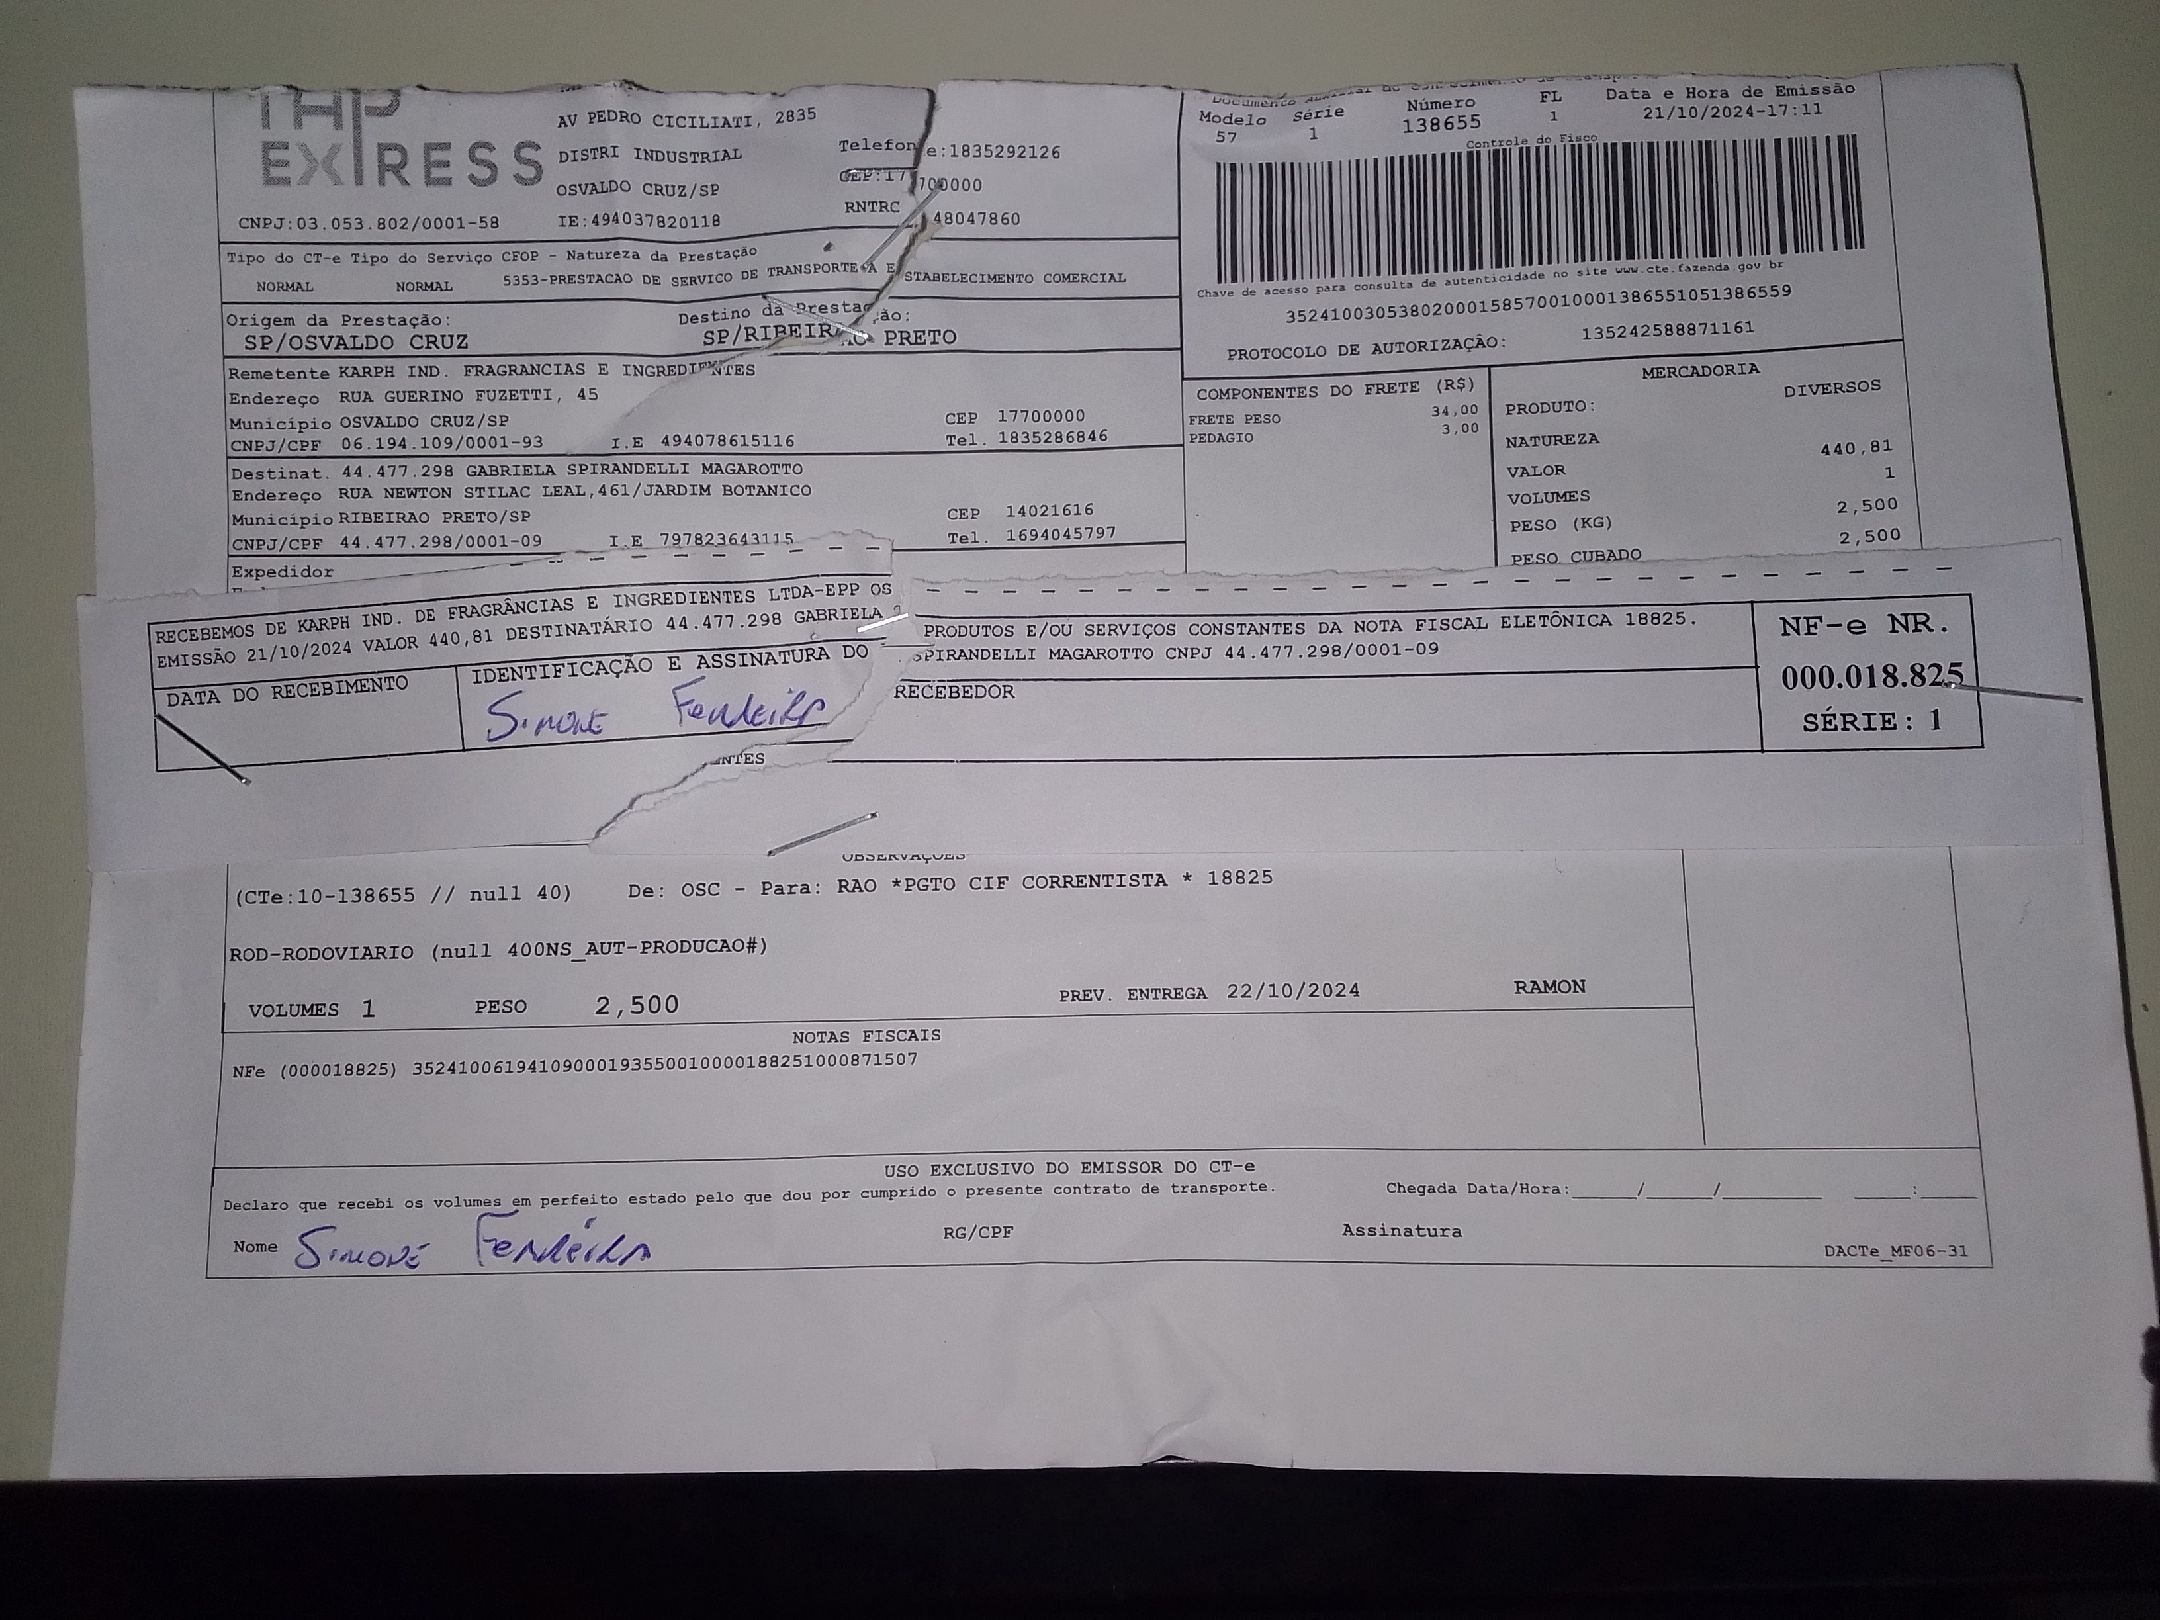 TAP
EXPRESS
AV PEDRO CICILIATI, 2835
DISTRI INDUSTRIAL
OSVALDO CRUZ/SP
CNPJ:03.053.802/0001-58 IE:494037820118
Telefone:1835292126
CEP:17700000
RNTRC 48047860
Modelo Série Número FL Data e Hora de Emissão
57 1 138655 1 21/10/2024-17:11
Controle do Fisco
Chave de acesso para consulta de autenticidade no site www.cte.fazenda.gov.br
35241003053802000158570010001386551051386559
PROTOCOLO DE AUTORIZAÇÃO: 135242588871161
Tipo do CT-e Tipo do Serviço CFOP - Natureza da Prestação
NORMAL NORMAL 5353-PRESTACAO DE SERVICO DE TRANSPORTE A ESTABELECIMENTO COMERCIAL
Origem da Prestação: Destino da Prestação:
SP/OSVALDO CRUZ SP/RIBEIRAO PRETO
Remetente KARPH IND. FRAGRANCIAS E INGREDIENTES
Endereço RUA GUERINO FUZETTI, 45
Município OSVALDO CRUZ/SP CEP 17700000
CNPJ/CPF 06.194.109/0001-93 I.E 494078615116 Tel. 1835286846
Destinat. 44.477.298 GABRIELA SPIRANDELLI MAGAROTTO
Endereço RUA NEWTON STILAC LEAL,461/JARDIM BOTANICO
Município RIBEIRAO PRETO/SP CEP 14021616
CNPJ/CPF 44.477.298/0001-09 I.E 797823643115 Tel. 1694045797
Expedidor
COMPONENTES DO FRETE (R$)
FRETE PESO 34,00
PEDAGIO 3,00
MERCADORIA
PRODUTO: DIVERSOS
NATUREZA
VALOR 440,81
VOLUMES 1
PESO (KG) 2,500
PESO CUBADO 2,500
RECEBEMOS DE KARPH IND. DE FRAGRÂNCIAS E INGREDIENTES LTDA-EPP OS PRODUTOS E/OU SERVIÇOS CONSTANTES DA NOTA FISCAL ELETÔNICA 18825.
EMISSÃO 21/10/2024 VALOR 440,81 DESTINATÁRIO 44.477.298 GABRIELA SPIRANDELLI MAGAROTTO CNPJ 44.477.298/0001-09
DATA DO RECEBIMENTO IDENTIFICAÇÃO E ASSINATURA DO RECEBEDOR
Simone Ferreira
NF-e NR.
000.018.825
SÉRIE: 1
NTES
OBSERVAÇÕES
(CTe:10-138655 // null 40) De: OSC - Para: RAO *PGTO CIF CORRENTISTA * 18825
ROD-RODOVIARIO (null 400NS_AUT-PRODUCAO#)
VOLUMES 1 PESO 2,500 PREV. ENTREGA 22/10/2024 RAMON
NOTAS FISCAIS
NFe (000018825) 35241006194109000193550010000188251000871507
USO EXCLUSIVO DO EMISSOR DO CT-e
Declaro que recebi os volumes em perfeito estado pelo que dou por cumprido o presente contrato de transporte. Chegada Data/Hora:____/____/______ ____:____
Nome Simone Ferreira RG/CPF Assinatura
DACTe_MF06-31